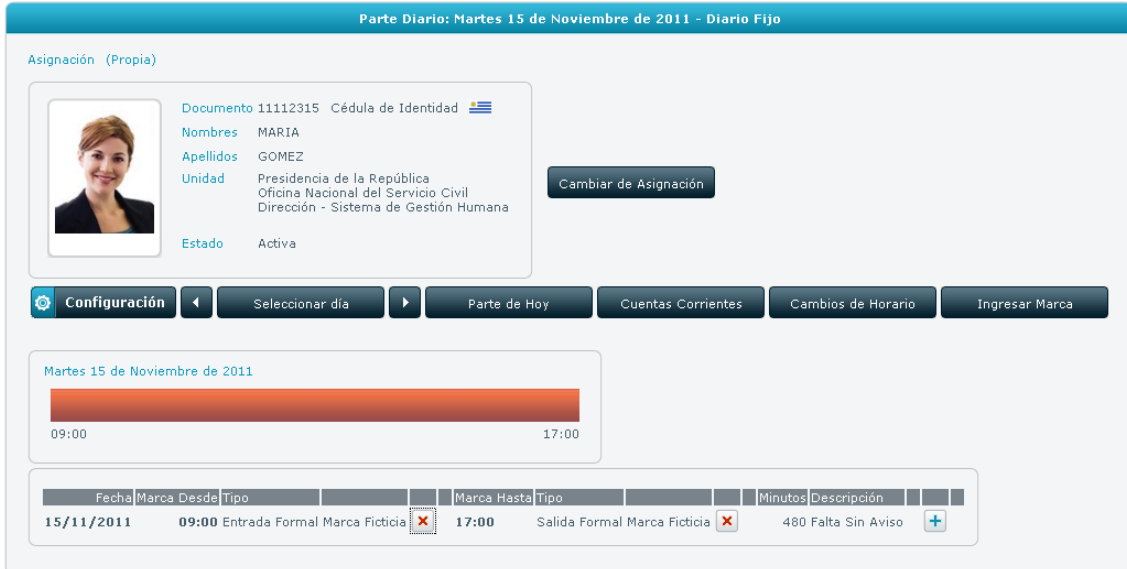 Parte Diario: Martes 15 de Noviembre de 2011 - Diario Fijo
Asignación (Propia)
Documento 11112315 Cédula de Identidad
Nombres MARIA
Apellidos GOMEZ
Unidad Presidencia de la República
Oficina Nacional del Servicio Civil
Dirección - Sistema de Gestión Humana
Cambiar de Asignación
Estado Activa
Configuración Seleccionar día Parte de Hoy Cuentas Corrientes Cambios de Horario Ingresar Marca
Martes 15 de Noviembre de 2011
09:00 17:00
Fecha Marca Desde Tipo Marca Hasta Tipo Minutos Descripción
15/11/2011 09:00 Entrada Formal Marca Ficticia 17:00 Salida Formal Marca Ficticia 480 Falta Sin Aviso